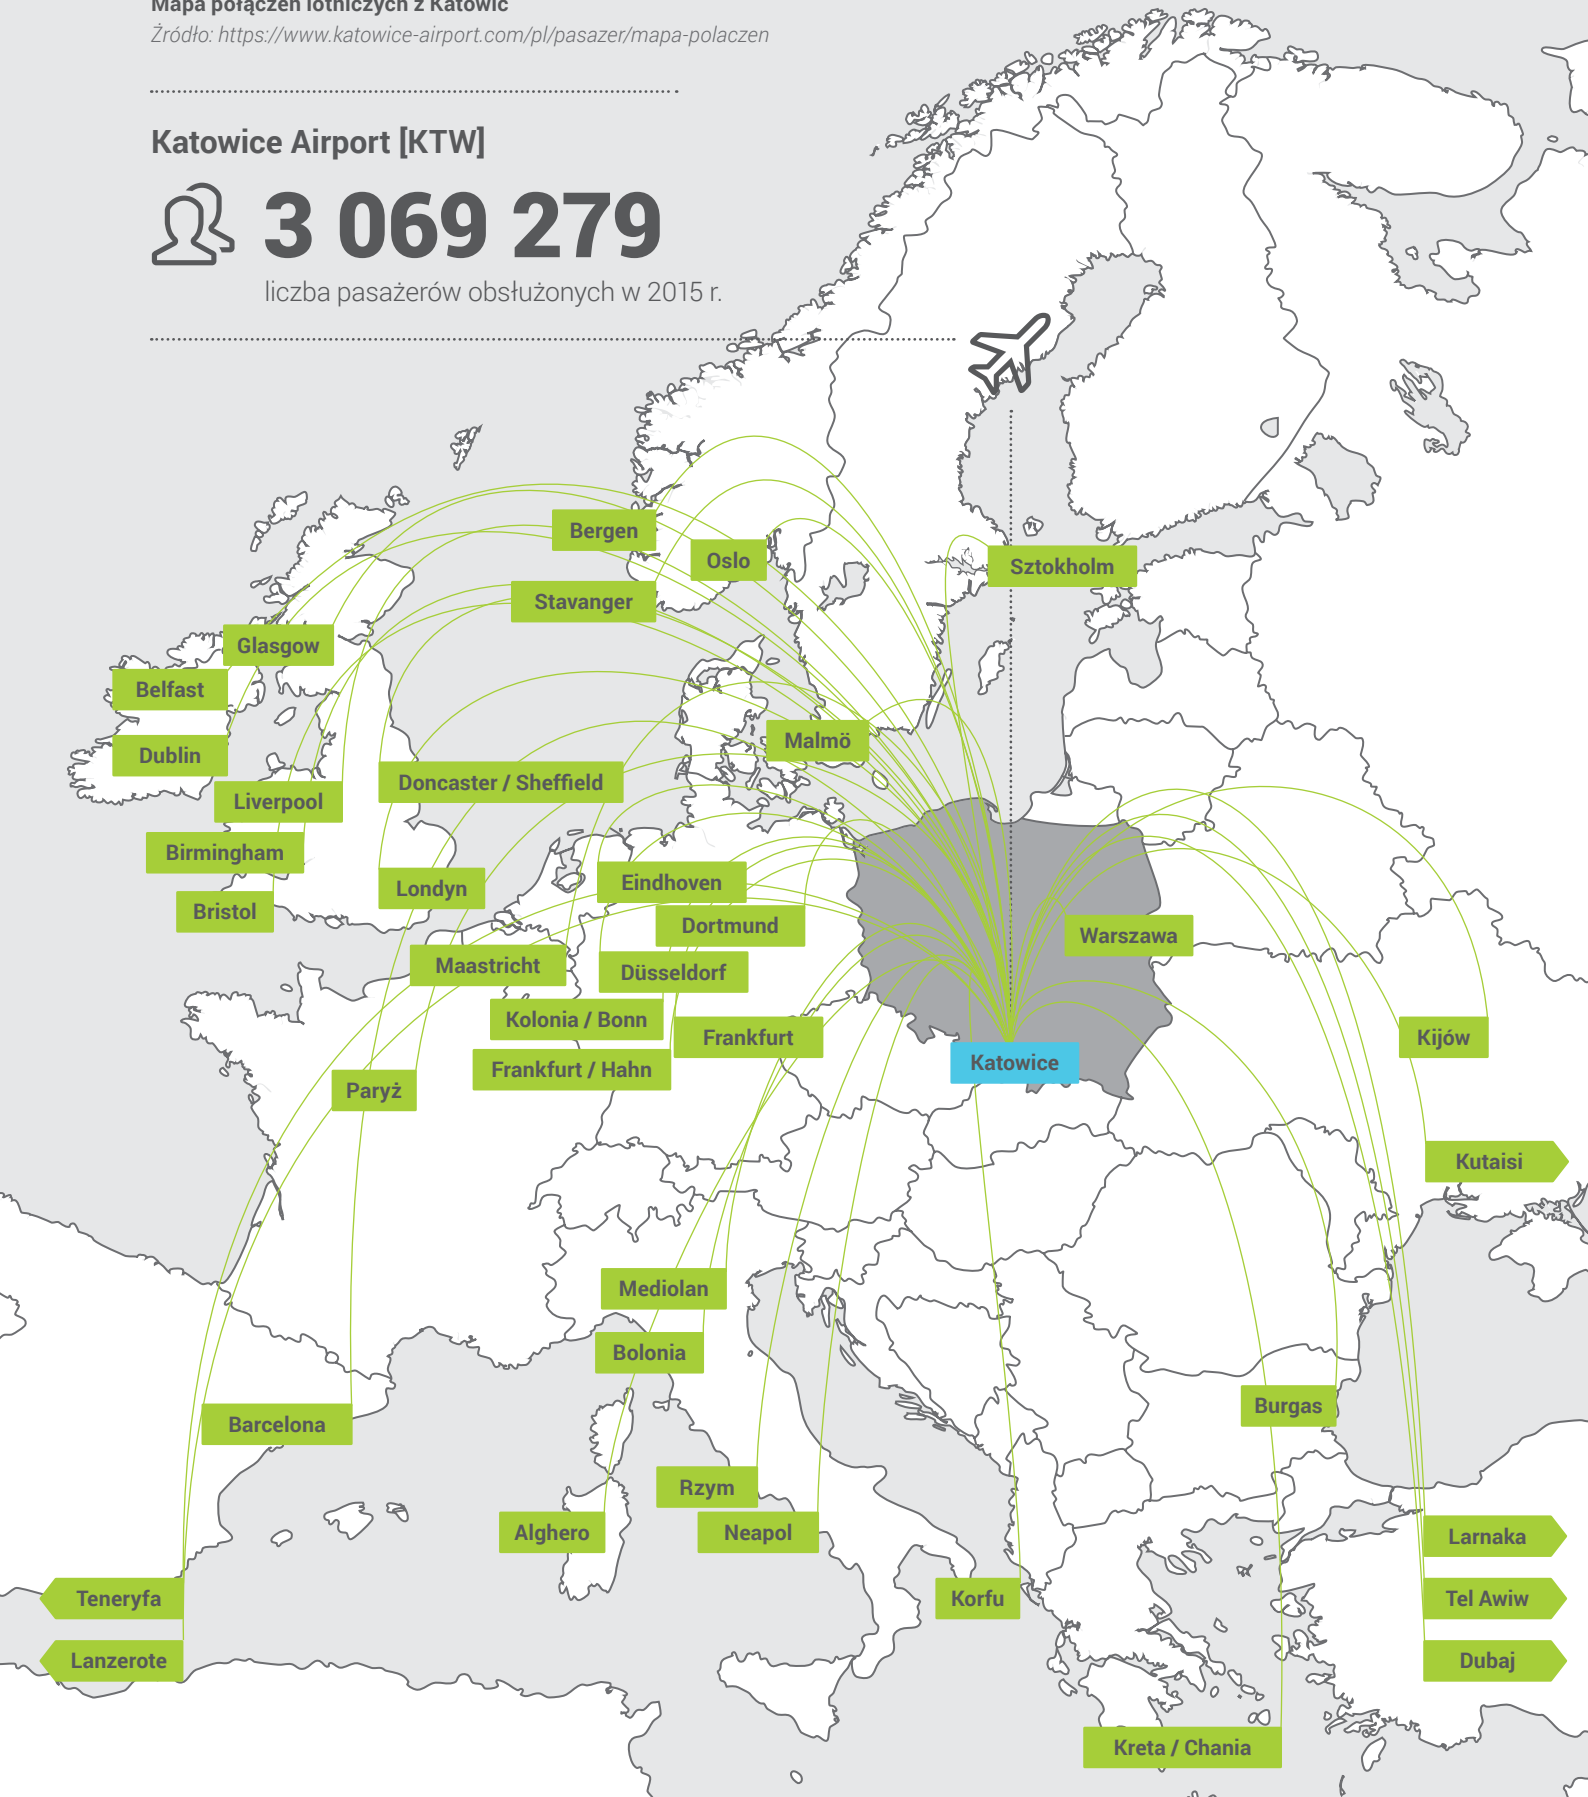 Mapa połączeń lotniczych z Katowic
Źródło: https://www.katowice-airport.com/pl/pasazer/mapa-polaczen
Katowice Airport [KTW]
3 069 279
liczba pasażerów obsłużonych w 2015 r.
Bergen
Oslo
Sztokholm
Stavanger
Glasgow
Belfast
Malmö
Dublin
Doncaster / Sheffield
Liverpool
Birmingham
Londyn
Eindhoven
Bristol
Dortmund
Warszawa
Maastricht
Düsseldorf
Kolonia / Bonn
Frankfurt
Kijów
Katowice
Frankfurt / Hahn
Paryż
Kutaisi
Mediolan
Bolonia
Burgas
Barcelona
Rzym
Alghero
Neapol
Larnaka
Teneryfa
Korfu
Tel Awiw
Lanzerote
Dubaj
Kreta / Chania